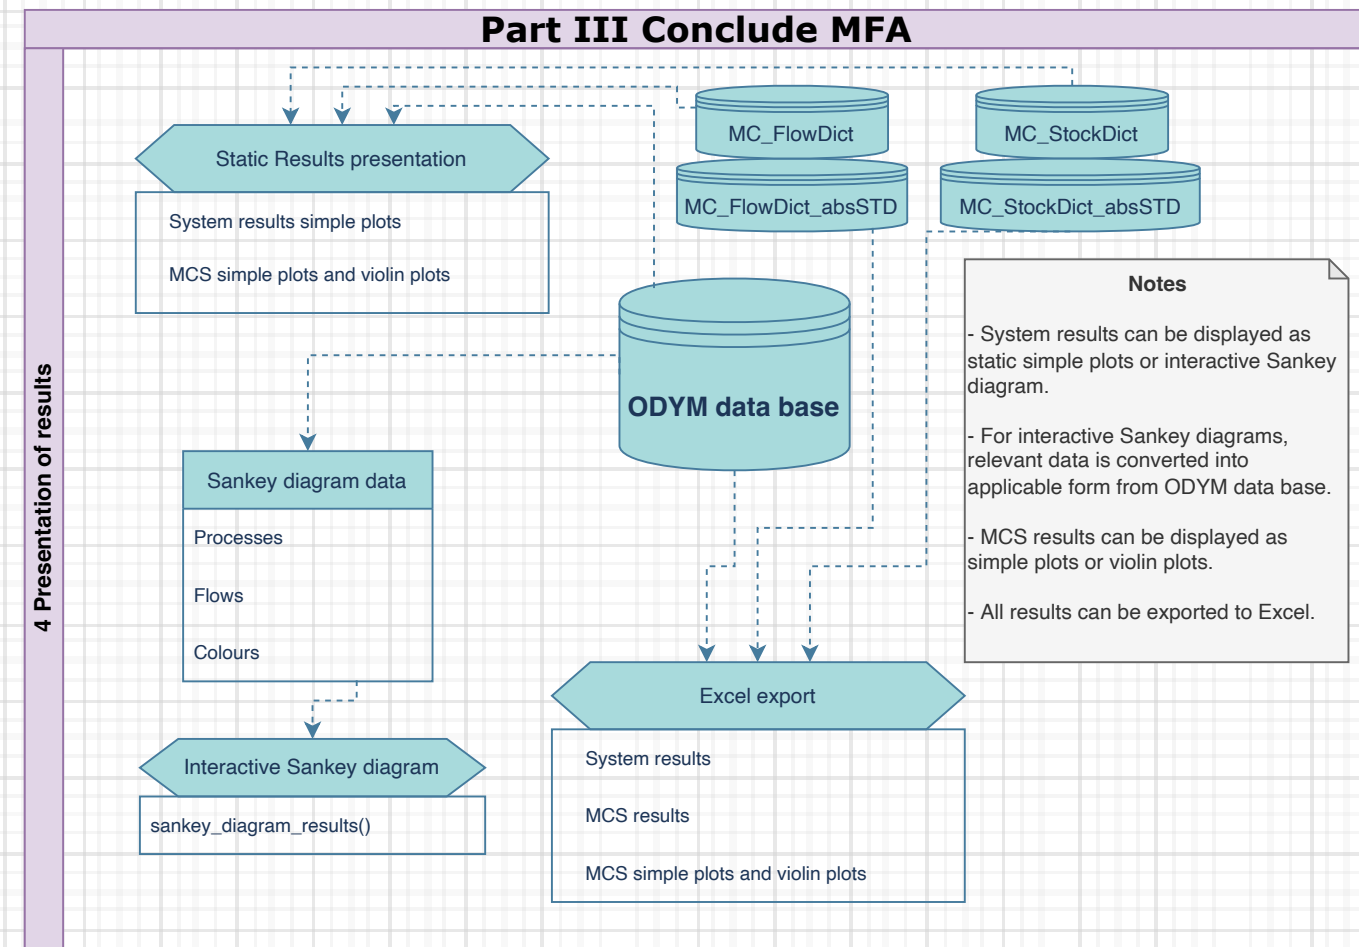 Part III Conclude MFA
4 Presentation of results
Static Results presentation
System results simple plots
MCS simple plots and violin plots
MC_FlowDict
MC_FlowDict_absSTD
MC_StockDict
MC_StockDict_absSTD
ODYM data base
Notes
- System results can be displayed as
static simple plots or interactive Sankey
diagram.
- For interactive Sankey diagrams,
relevant data is converted into
applicable form from ODYM data base.
- MCS results can be displayed as
simple plots or violin plots.
- All results can be exported to Excel.
Sankey diagram data
Processes
Flows
Colours
Interactive Sankey diagram
sankey_diagram_results()
Excel export
System results
MCS results
MCS simple plots and violin plots